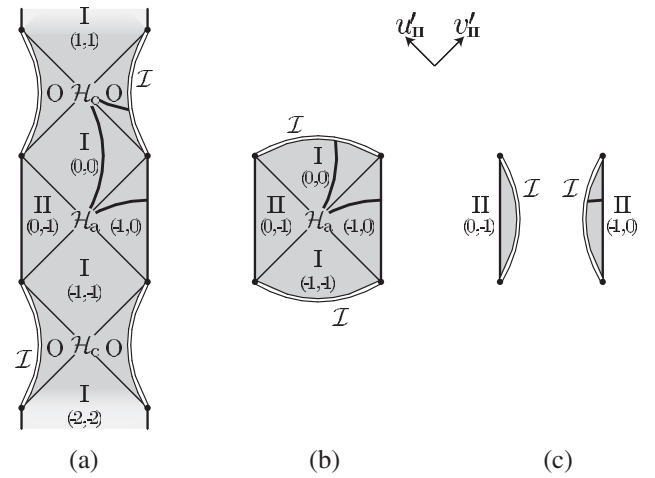 I
(1,1)
O ℋc O ℐ
I
(0,0)
II ℋa
(0,-1) (-1,0)
I
(-1,-1)
ℐ O ℋc O
I
(-2,-2)
(a)
u′II v′II
ℐ
I
(0,0)
II ℋa
(0,-1) (-1,0)
I
(-1,-1)
ℐ
(b)
II ℐ ℐ II
(0,-1) (-1,0)
(c)